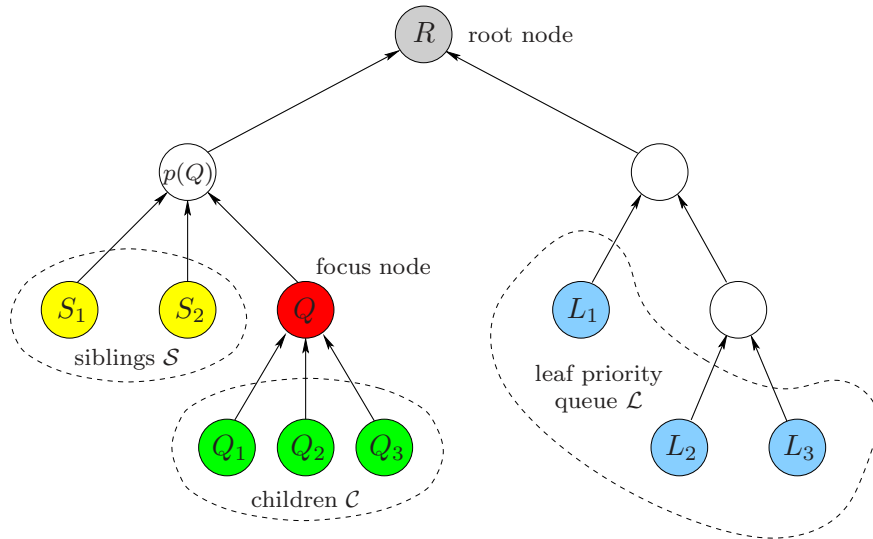 R
root node
p(Q)
focus node
S₁
S₂
Q
L₁
siblings 𝒮
leaf priority
queue ℒ
Q₁
Q₂
Q₃
L₂
L₃
children 𝒞